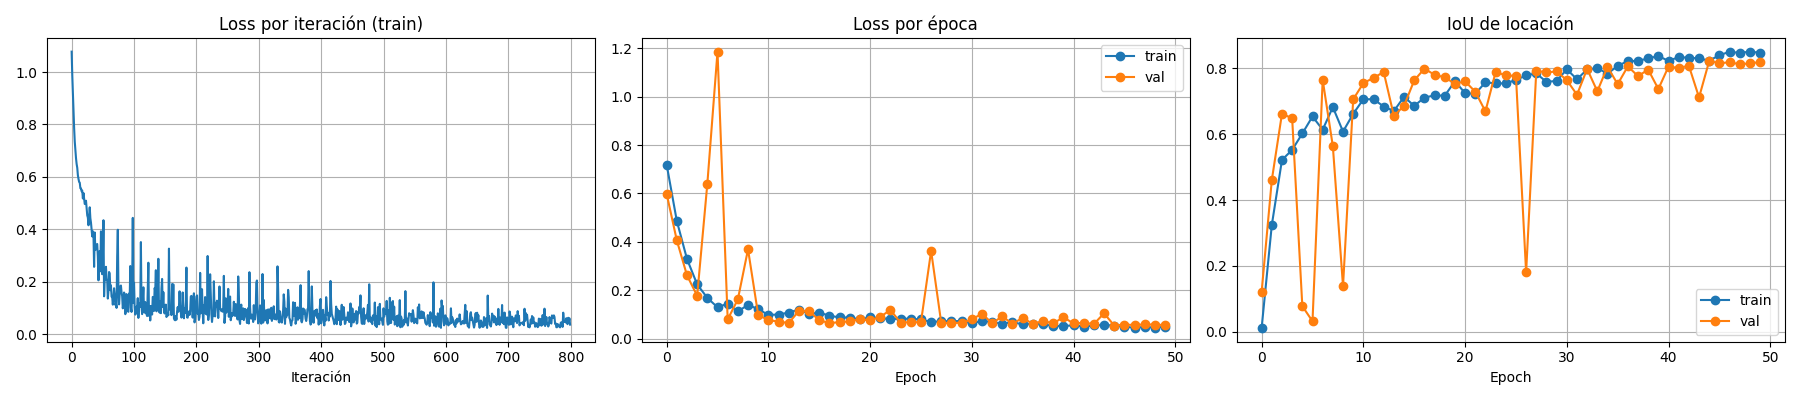 Loss por iteración (train)
1.0
0.8
0.6
0.4
0.2
0.0
0 100 200 300 400 500 600 700 800
Iteración
Loss por época
train
val
1.2
1.0
0.8
0.6
0.4
0.2
0.0
0 10 20 30 40 50
Epoch
IoU de locación
0.8
0.6
0.4
0.2
0.0
train
val
0 10 20 30 40 50
Epoch